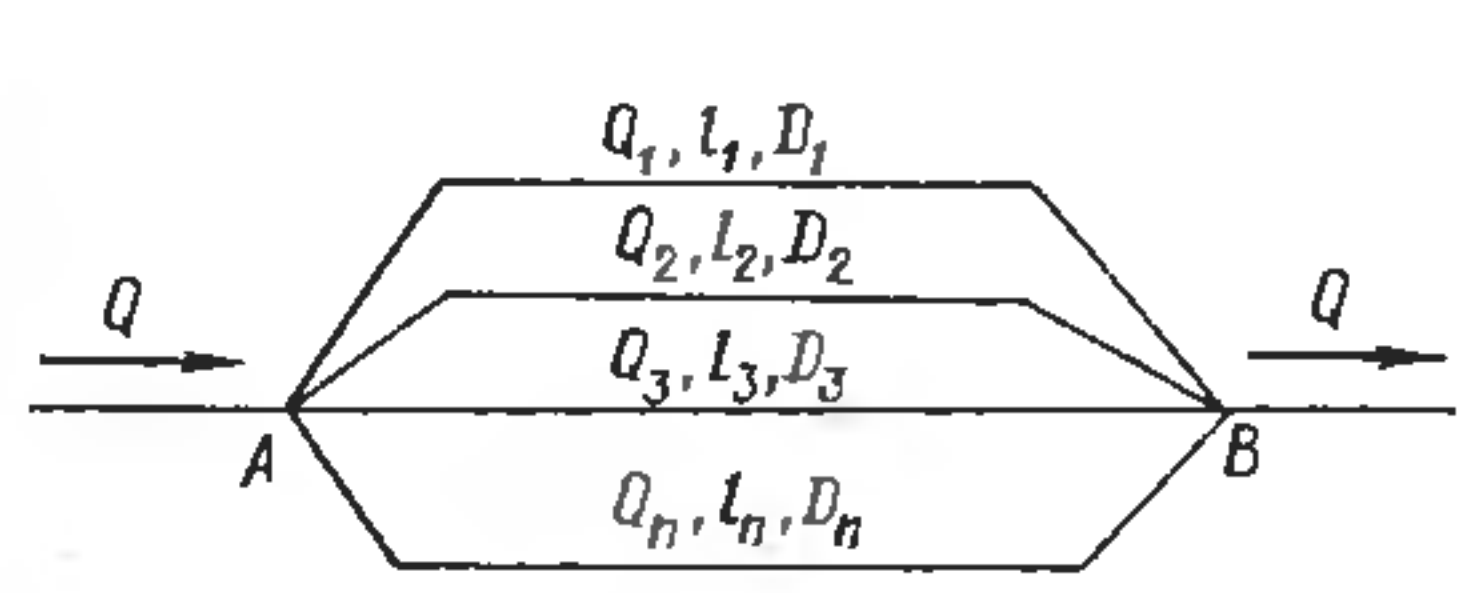 Q₁, l₁, D₁
Q₂, l₂, D₂
Q Q
Q₃, l₃, D₃
A B
Qₙ, lₙ, Dₙ